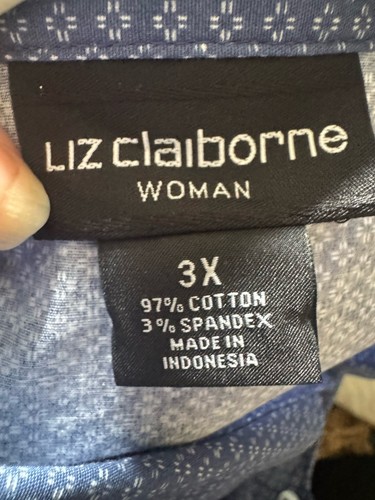 LIZ claiborne
WOMAN
3X
97% COTTON
3% SPANDEX
MADE IN
INDONESIA